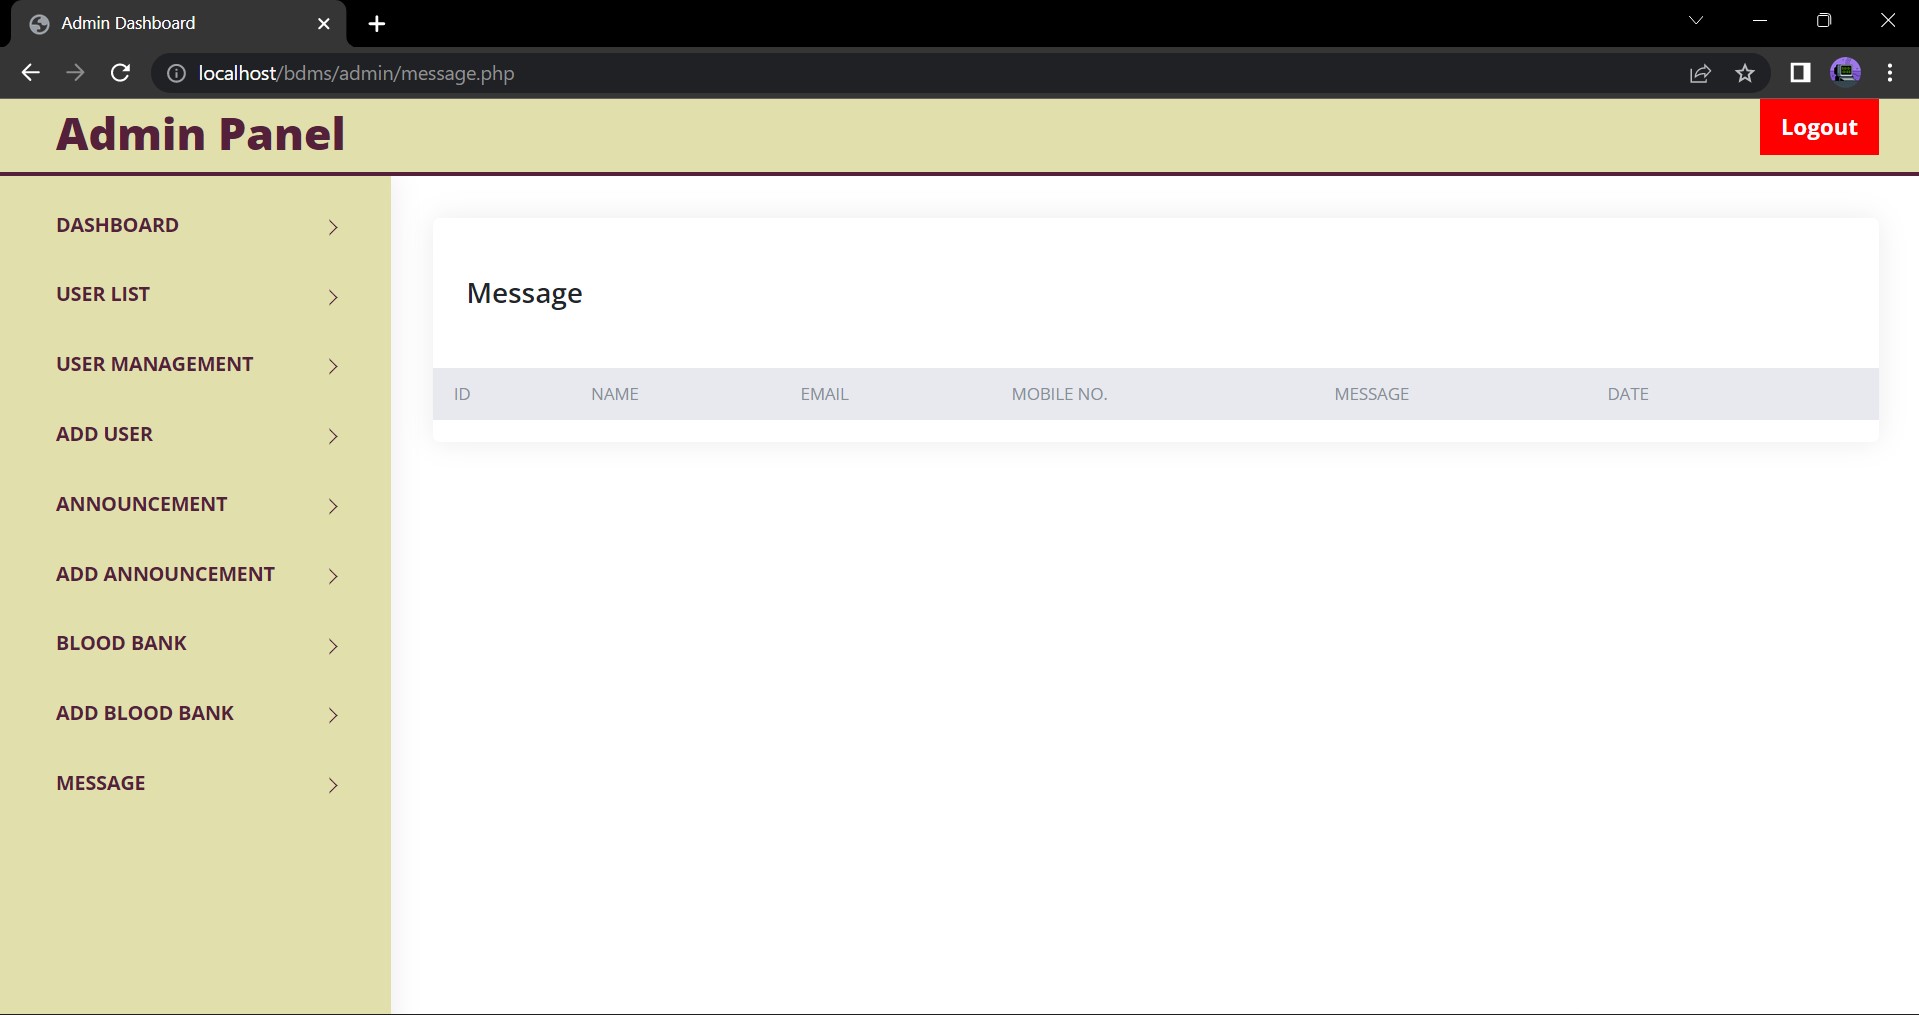 Admin Dashboard
localhost/bdms/admin/message.php
Admin Panel
Logout
DASHBOARD
USER LIST
USER MANAGEMENT
ADD USER
ANNOUNCEMENT
ADD ANNOUNCEMENT
BLOOD BANK
ADD BLOOD BANK
MESSAGE
Message
ID NAME EMAIL MOBILE NO. MESSAGE DATE